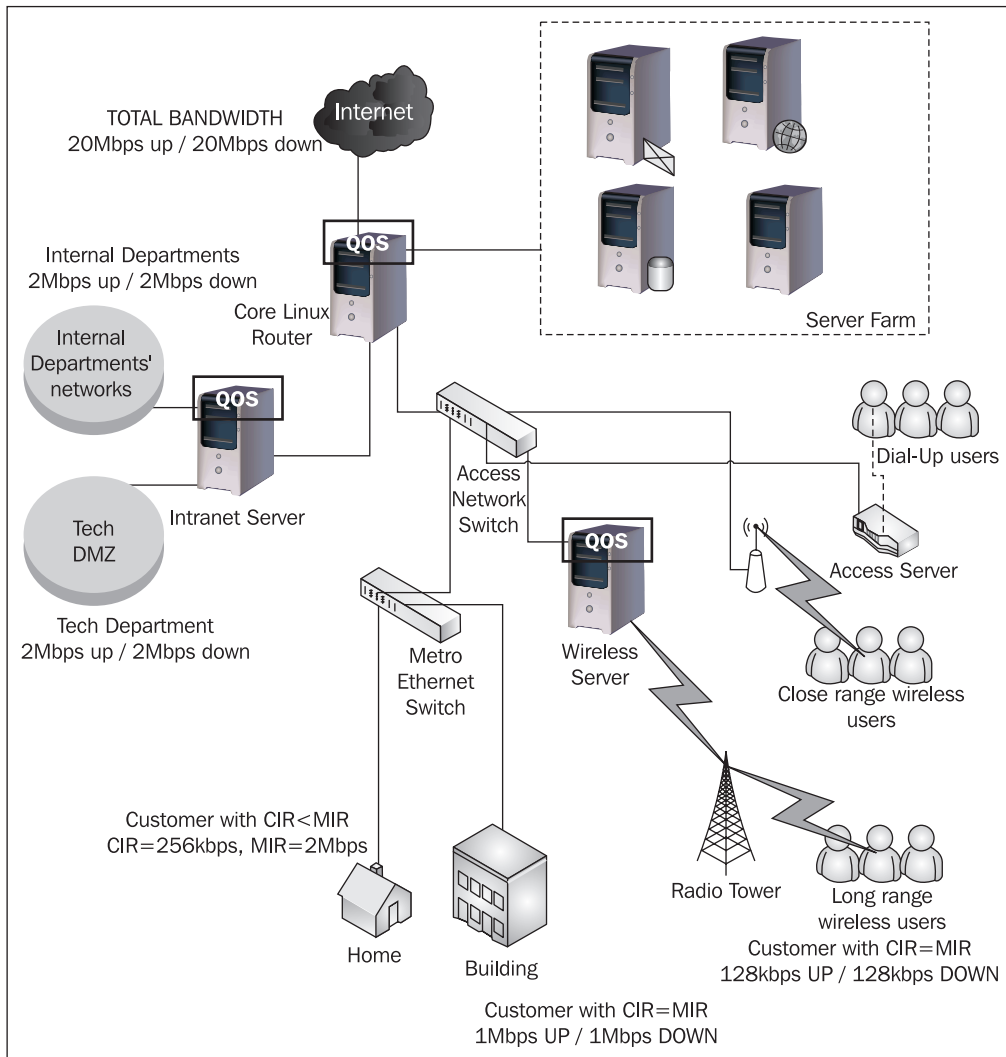 Internet
TOTAL BANDWIDTH
20Mbps up / 20Mbps down
QOS
Core Linux
Router
Server Farm
Internal Departments
2Mbps up / 2Mbps down
Internal
Departments'
networks
QOS
Intranet Server
Tech
DMZ
Tech Department
2Mbps up / 2Mbps down
Access
Network
Switch
Dial-Up users
Access Server
QOS
Wireless
Server
Close range wireless
users
Metro
Ethernet
Switch
Customer with CIR<MIR
CIR=256kbps, MIR=2Mbps
Home
Building
Customer with CIR=MIR
1Mbps UP / 1Mbps DOWN
Radio Tower
Long range
wireless users
Customer with CIR=MIR
128kbps UP / 128kbps DOWN